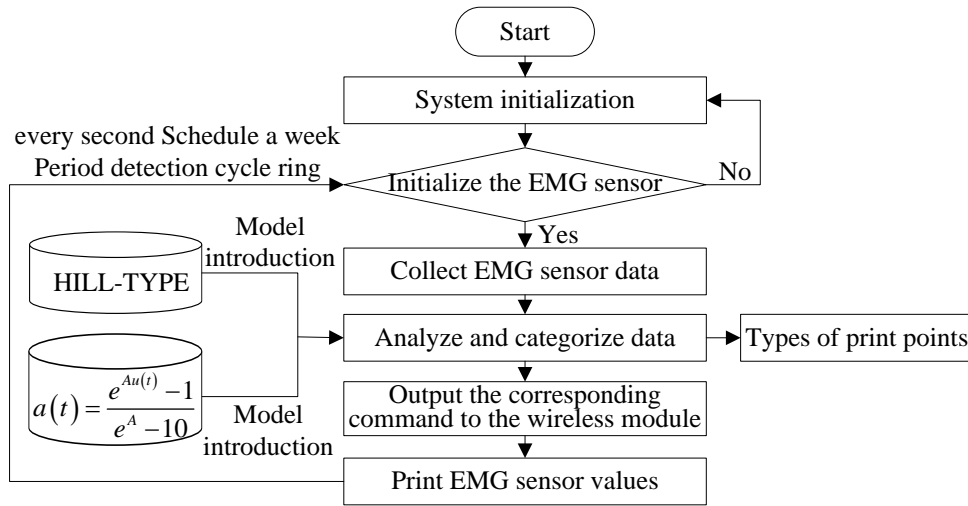 Start
System initialization
every second Schedule a week
Period detection cycle ring
Initialize the EMG sensor
No
Yes
Model
introduction
HILL-TYPE
Collect EMG sensor data
Analyze and categorize data
Types of print points
a(t) = (e^{Au(t)} − 1) / (e^{A} − 10)
Model
introduction
Output the corresponding
command to the wireless module
Print EMG sensor values